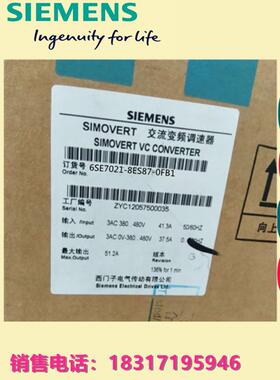 SIEMENS
Ingenuity for life
SIEMENS
SIMOVERT 交流变频调速器
SIMOVERT VC CONVERTER
订货号 6SE7021-8ES87-0FB1
Order No.
工厂编号 ZYC12057500035
Serial No.
输入 /Input 3AC 380 480V 41.3A 50/60HZ
输出 /Output 3AC 0V-380 480V 37.5A
最大输出 51.2A 版本
Max.Output Revision
136% for 1 min
西门子电气传动有限公司
Siemens Electrical Drives Ltd.
销售电话：18317195946